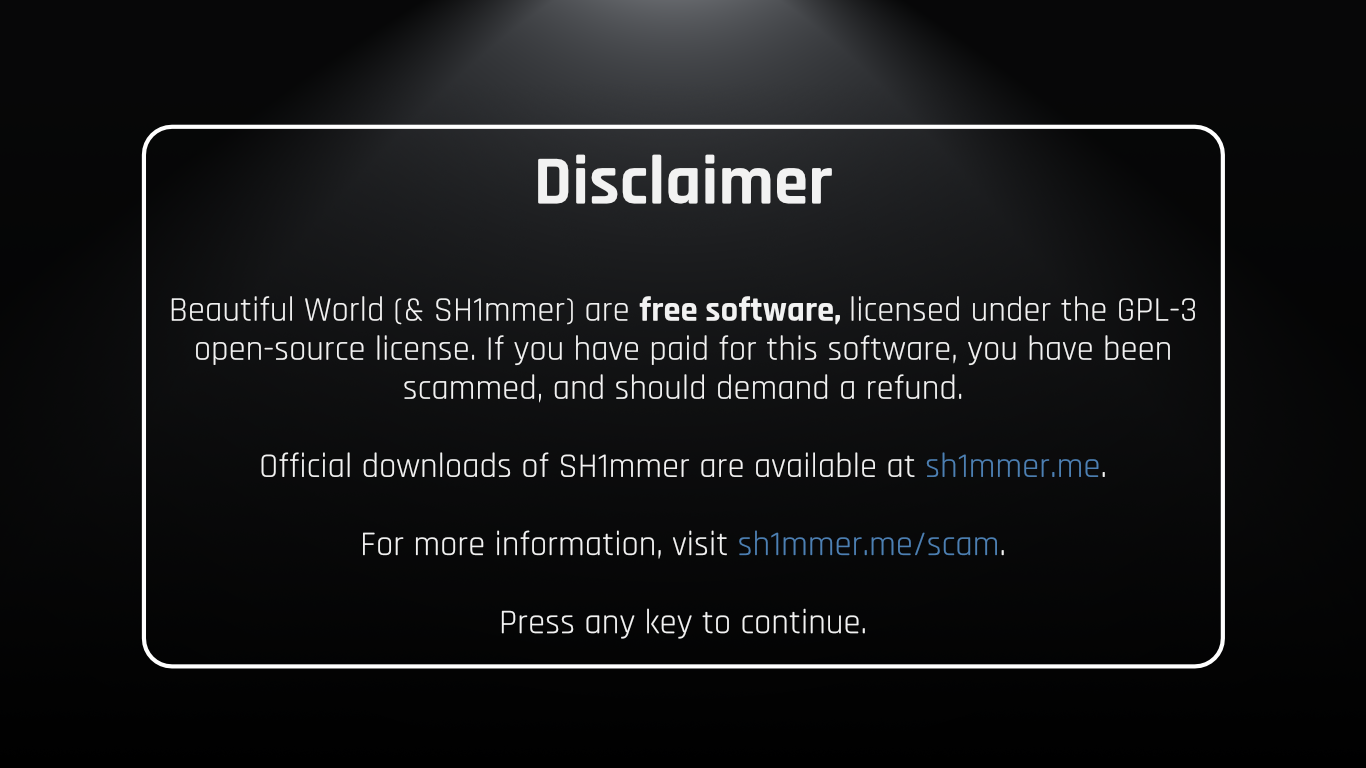 Disclaimer
Beautiful World (& SH1mmer) are free software, licensed under the GPL-3
open-source license. If you have paid for this software, you have been
scammed, and should demand a refund.
Official downloads of SH1mmer are available at sh1mmer.me.
For more information, visit sh1mmer.me/scam.
Press any key to continue.